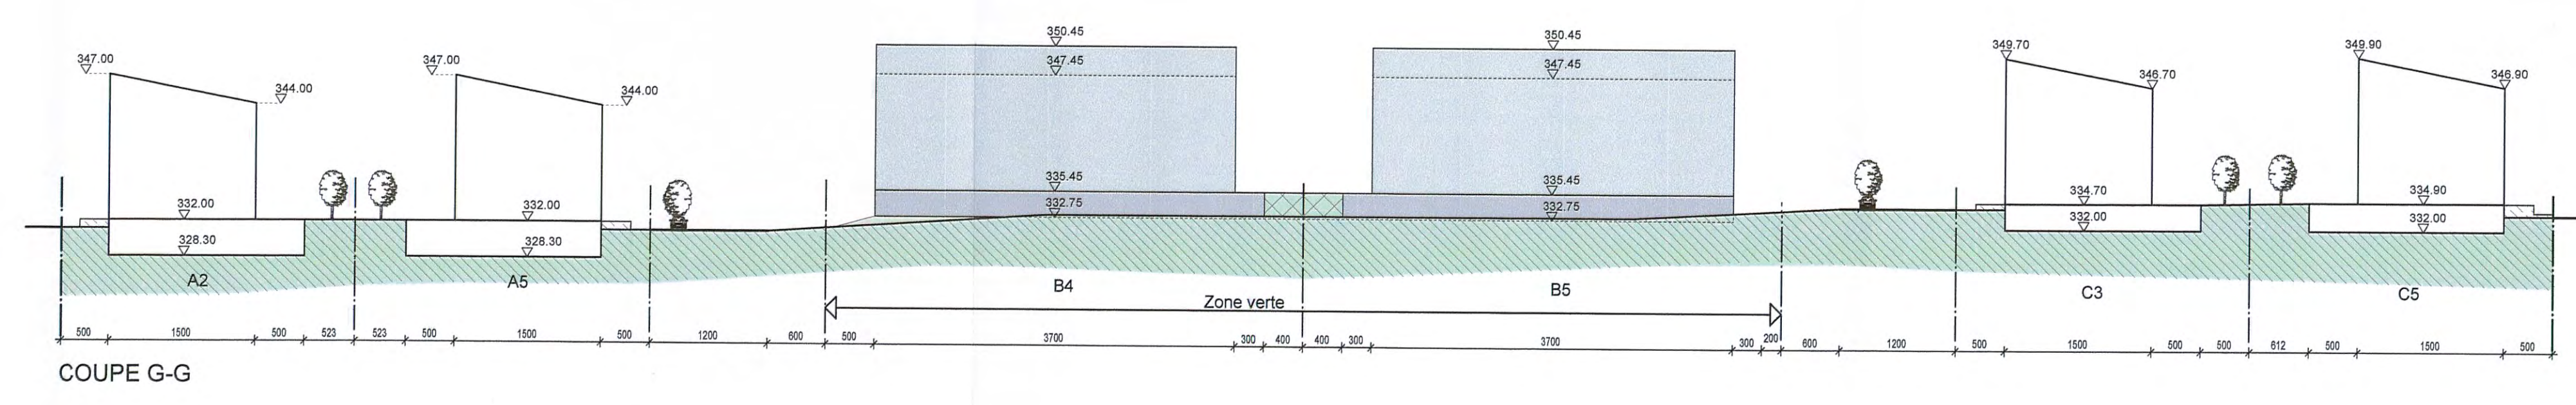 350.45 350.45
347.00 347.00 347.45 347.45 349.70 349.90
344.00 344.00 346.70 346.90
332.00 332.00 335.45 335.45 334.70 334.90
328.30 328.30 332.75 332.75 332.00 332.00
A2 A5 B4 B5 C3 C5
Zone verte
500 1500 500 523 523 500 1500 500 1200 600 500 3700 300 400 400 300 3700 300 200 600 1200 500 1500 500 500 612 500 1500 500
COUPE G-G